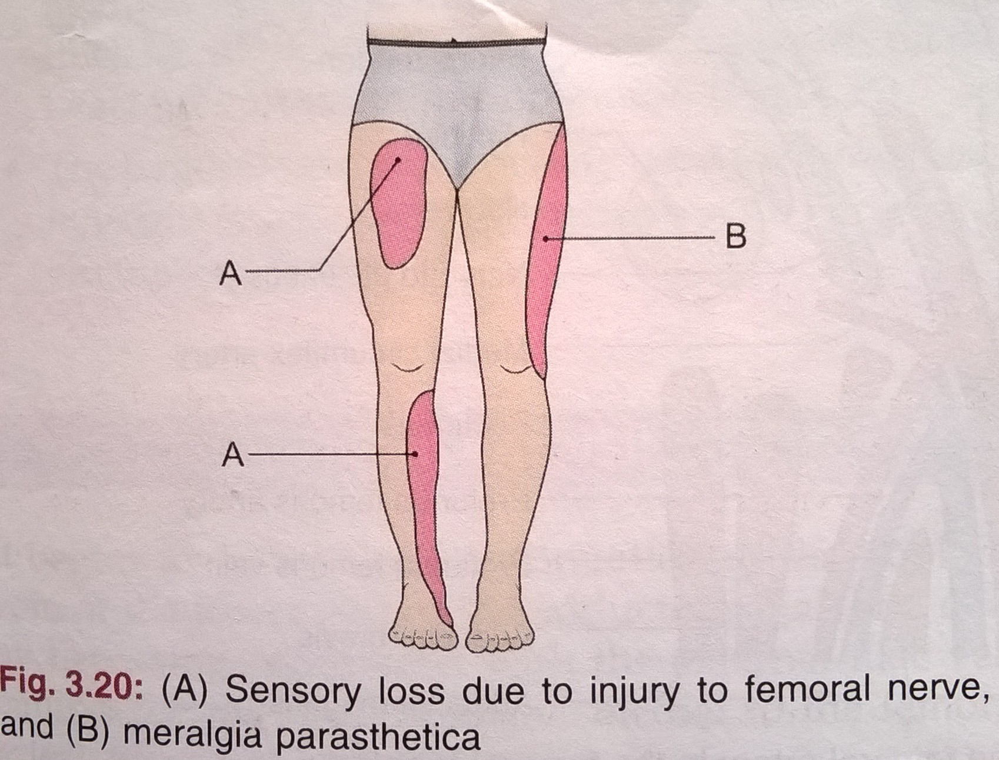 A
B
A
Fig. 3.20: (A) Sensory loss due to injury to femoral nerve,
and (B) meralgia parasthetica